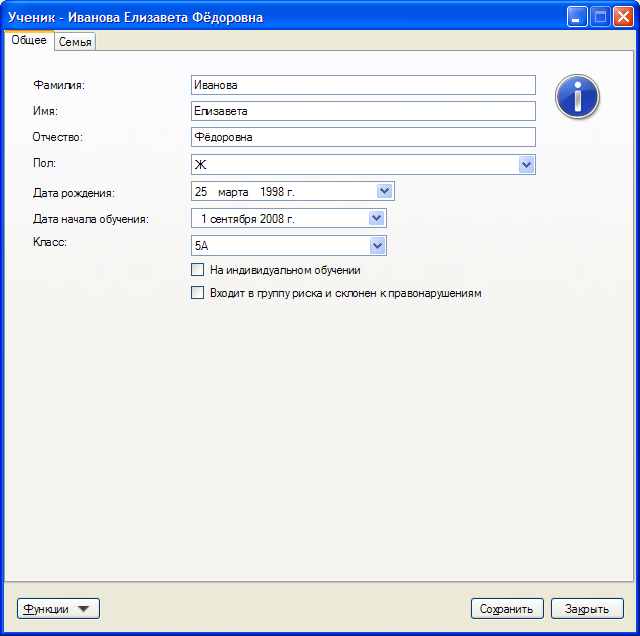 Ученик - Иванова Елизавета Фёдоровна
Общее Семья
Фамилия: Иванова
Имя: Елизавета
Отчество: Фёдоровна
Пол: Ж
Дата рождения: 25 марта 1998 г.
Дата начала обучения: 1 сентября 2008 г.
Класс: 5А
На индивидуальном обучении
Входит в группу риска и склонен к правонарушениям
Функции Сохранить Закрыть